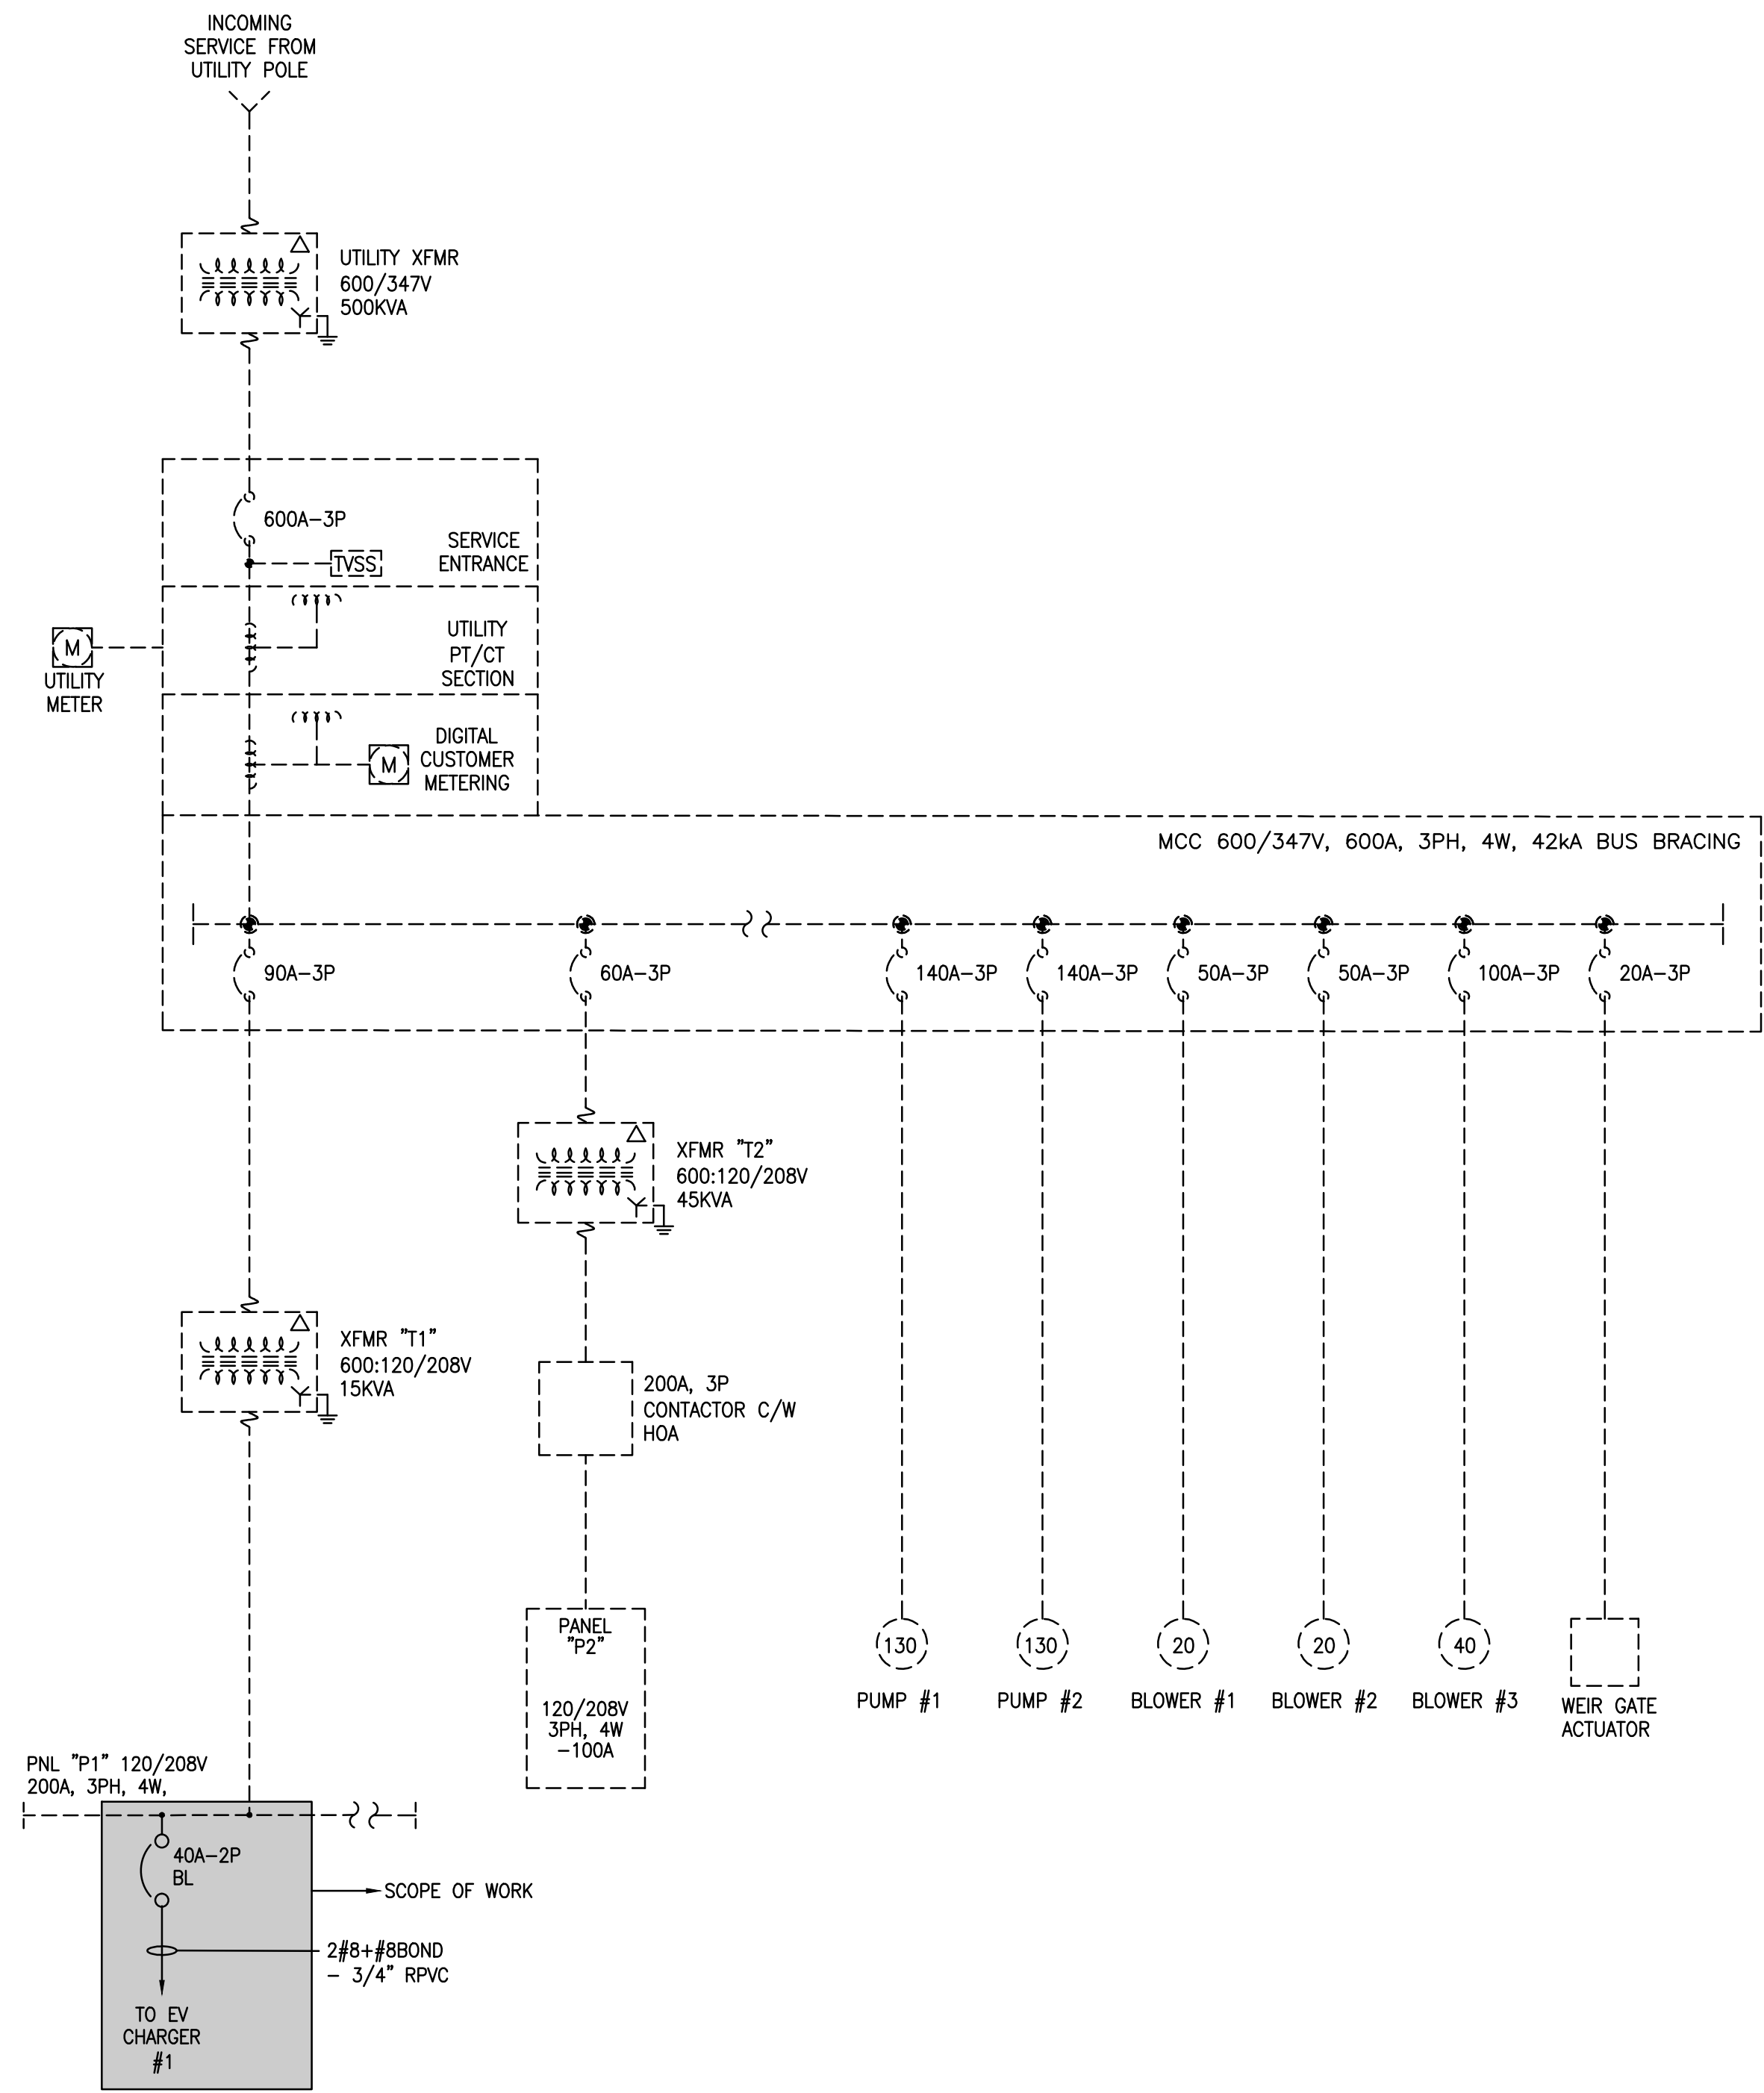 INCOMING
SERVICE FROM
UTILITY POLE
UTILITY XFMR
600/347V
500KVA
600A-3P
SERVICE
ENTRANCE
TVSS
UTILITY
PT/CT
SECTION
M
UTILITY
METER
DIGITAL
CUSTOMER
METERING
M
MCC 600/347V, 600A, 3PH, 4W, 42kA BUS BRACING
90A-3P
60A-3P
140A-3P
140A-3P
50A-3P
50A-3P
100A-3P
20A-3P
XFMR "T2"
600:120/208V
45KVA
XFMR "T1"
600:120/208V
15KVA
200A, 3P
CONTACTOR C/W
HOA
PANEL
"P2"
120/208V
3PH, 4W
-100A
130
130
20
20
40
PUMP #1
PUMP #2
BLOWER #1
BLOWER #2
BLOWER #3
WEIR GATE
ACTUATOR
PNL "P1" 120/208V
200A, 3PH, 4W,
40A-2P
BL
SCOPE OF WORK
2#8+#8BOND
- 3/4" RPVC
TO EV
CHARGER
#1